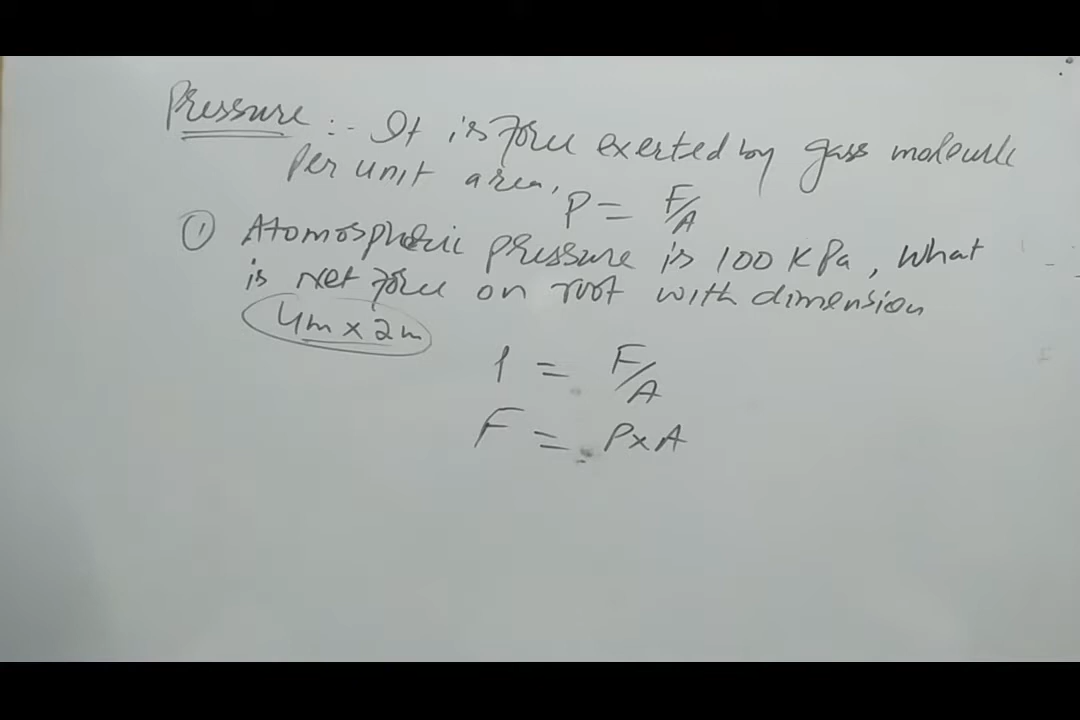 Pressure :- It is force exerted by gass molecule
Per unit area,
P = F/A
① Atomospheric pressure is 100 KPa, What
is net force on roof with dimension
4m x 2m
P = F/A
F = PxA